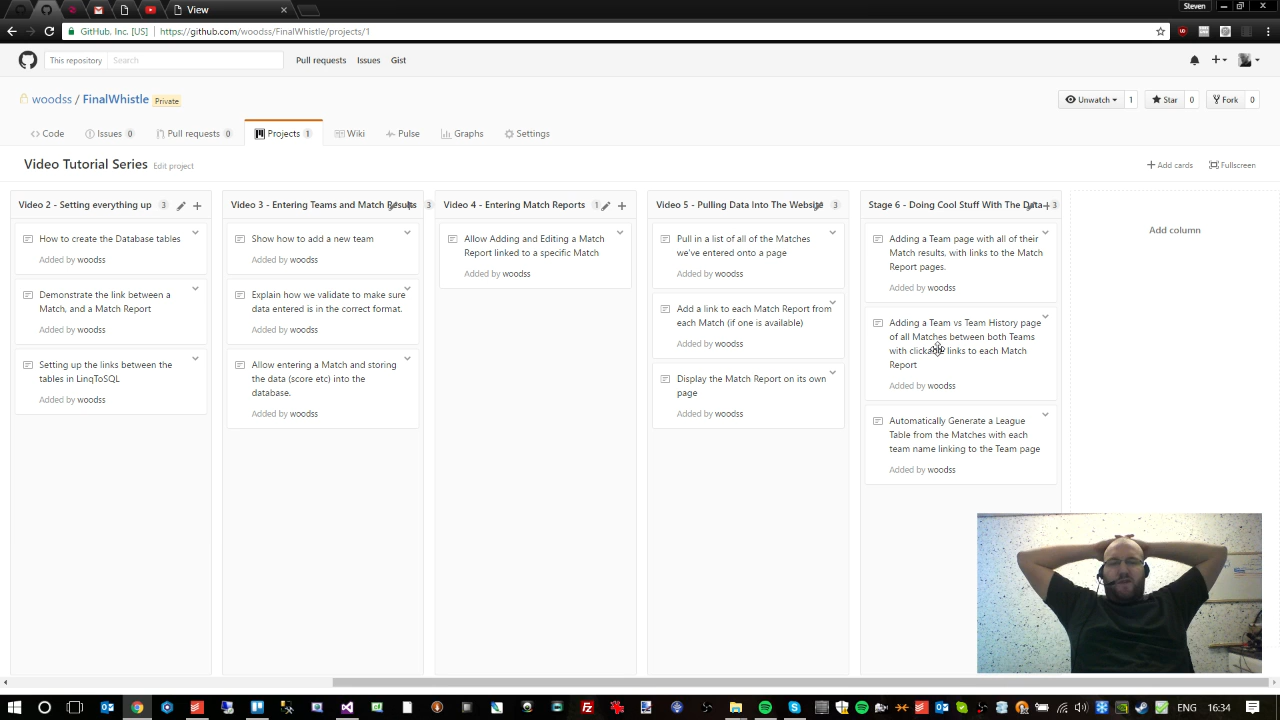 View
Steven
GitHub, Inc. [US] https://github.com/woodss/FinalWhistle/projects/1
This repository Search Pull requests Issues Gist
woodss / FinalWhistle Private
Unwatch 1 Star 0 Fork 0
Code Issues 0 Pull requests 0 Projects 1 Wiki Pulse Graphs Settings
Video Tutorial Series Edit project
Add cards Fullscreen
Video 2 - Setting everything up 3
How to create the Database tables
Added by woodss
Demonstrate the link between a
Match, and a Match Report
Added by woodss
Setting up the links between the
tables in LinqToSQL
Added by woodss
Video 3 - Entering Teams and Match Results 3
Show how to add a new team
Added by woodss
Explain how we validate to make sure
data entered is in the correct format.
Added by woodss
Allow entering a Match and storing
the data (score etc) into the
database.
Added by woodss
Video 4 - Entering Match Reports 1
Allow Adding and Editing a Match
Report linked to a specific Match
Added by woodss
Video 5 - Pulling Data Into The Website 3
Pull in a list of all of the Matches
we've entered onto a page
Added by woodss
Add a link to each Match Report from
each Match (if one is available)
Added by woodss
Display the Match Report on its own
page
Added by woodss
Stage 6 - Doing Cool Stuff With The Data 3
Adding a Team page with all of their
Match results, with links to the Match
Report pages.
Added by woodss
Adding a Team vs Team History page
of all Matches between both Teams
with clickable links to each Match
Report
Added by woodss
Automatically Generate a League
Table from the Matches with each
team name linking to the Team page
Added by woodss
Add column
ENG 16:34